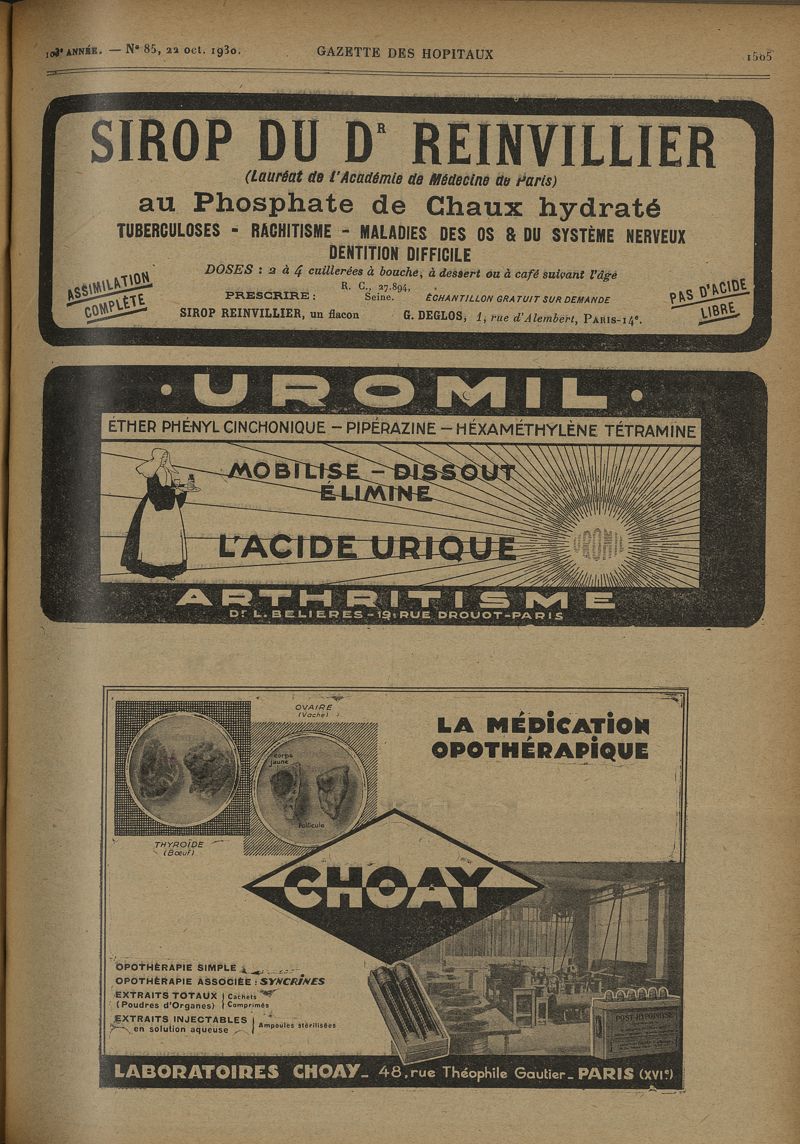 103e ANNÉE. — N° 85, 22 oct. 1930.
GAZETTE DES HOPITAUX
1505
SIROP DU DR REINVILLIER
(Lauréat de l'Académie de Médecine de Paris)
au Phosphate de Chaux hydraté
TUBERCULOSES - RACHITISME - MALADIES DES OS & DU SYSTÈME NERVEUX
DENTITION DIFFICILE
DOSES : 2 à 4 cuillerées à bouche, à dessert ou à café suivant l'âge
ASSIMILATION
COMPLÈTE
R. C., 27.894,
PRESCRIRE : Seine. ÉCHANTILLON GRATUIT SUR DEMANDE
SIROP REINVILLIER, un flacon G. DEGLOS, 1, rue d'Alembert, PARIS-14e.
PAS D'ACIDE
LIBRE
· UROMIL ·
ÉTHER PHÉNYL CINCHONIQUE - PIPÉRAZINE - HÉXAMÉTHYLÈNE TÉTRAMINE
MOBILISE - DISSOUT
ÉLIMINE
L'ACIDE URIQUE
UROMIL
ARTHRITISME
Dr L. BELIERES - 19, RUE DROUOT - PARIS
OVAIRE
(Vache)
LA MÉDICATION
OPOTHÉRAPIQUE
corps
jaune
follicule
THYROÏDE
(Bœuf)
CHOAY
OPOTHÉRAPIE SIMPLE
OPOTHÉRAPIE ASSOCIÉE : SYNCRINES
EXTRAITS TOTAUX | Cachets
(Poudres d'Organes) | Comprimés
EXTRAITS INJECTABLES | Ampoules stérilisées
en solution aqueuse
POST-HYPOPHYSE
LABORATOIRES CHOAY_ 48, rue Théophile Gautier_ PARIS (XVIe)